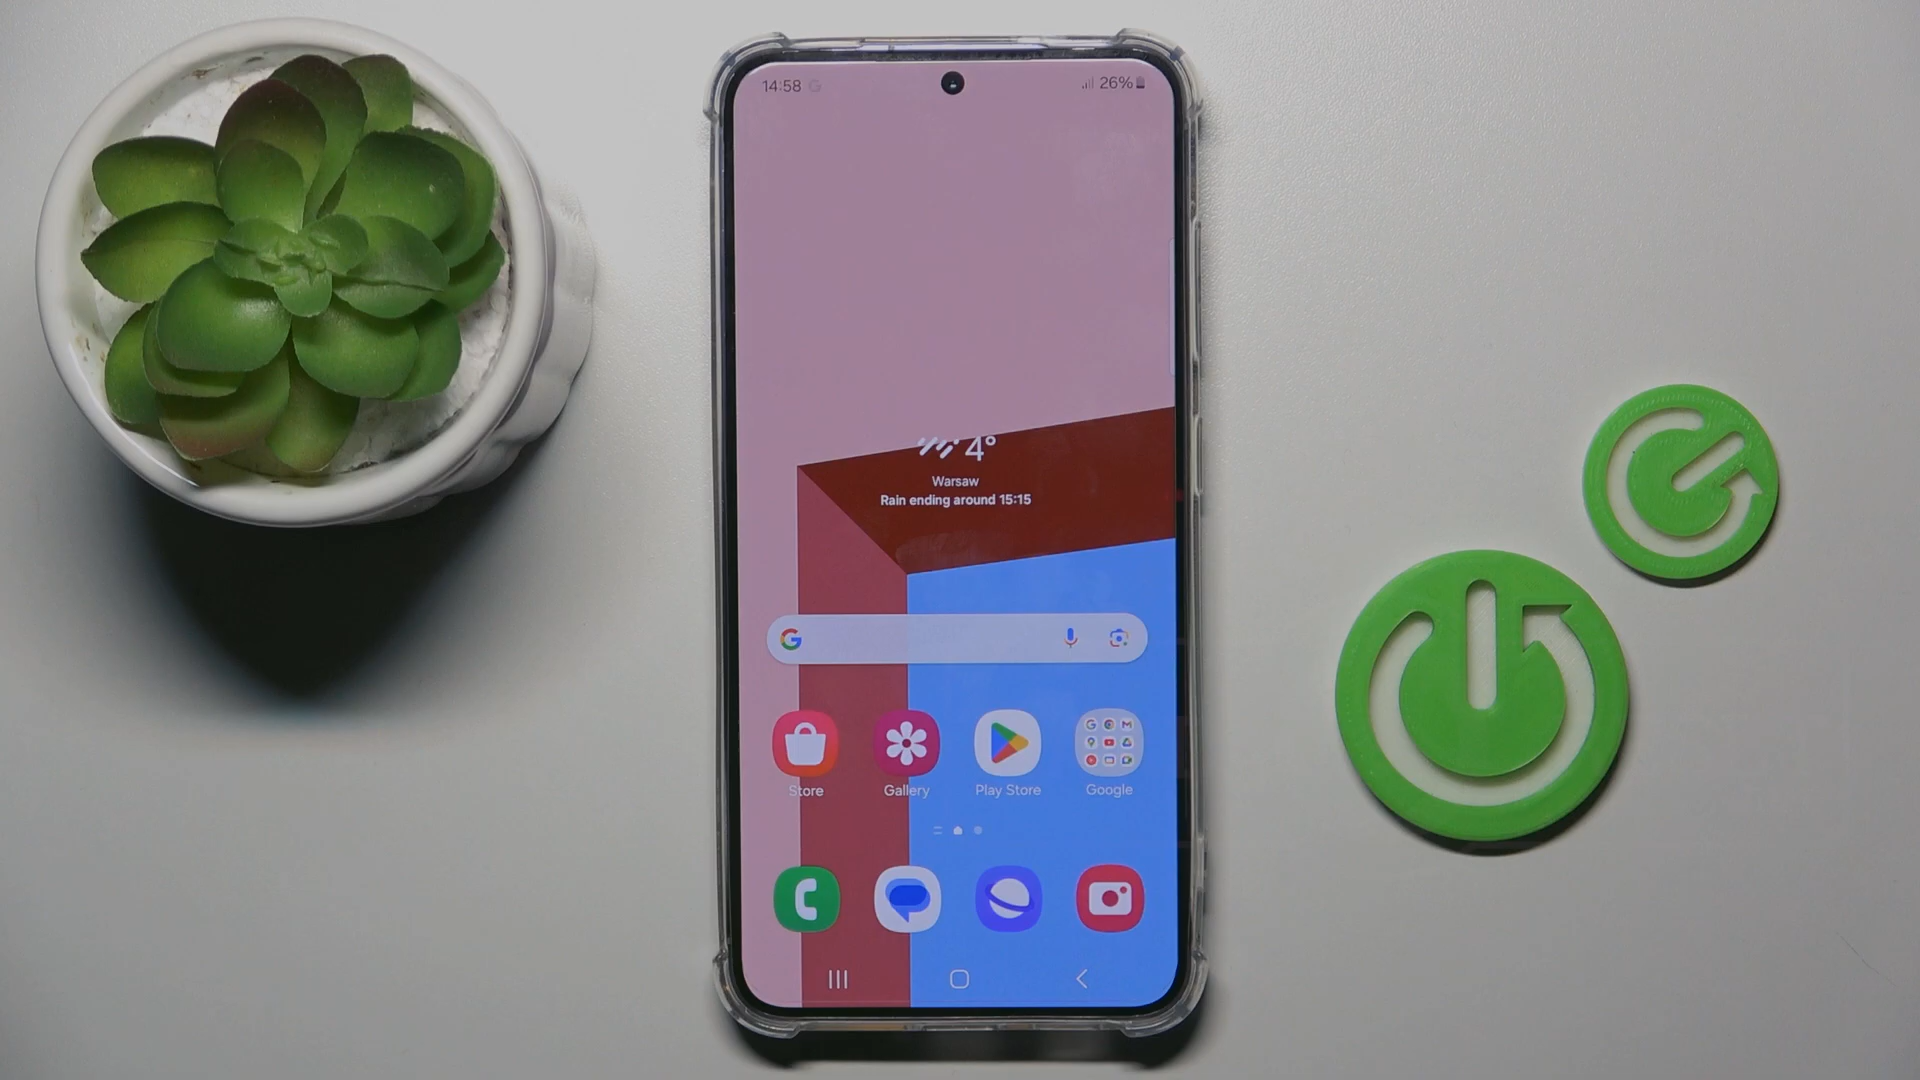 14:58
26%
4°
Warsaw
Rain ending around 15:15
Store
Gallery
Play Store
Google